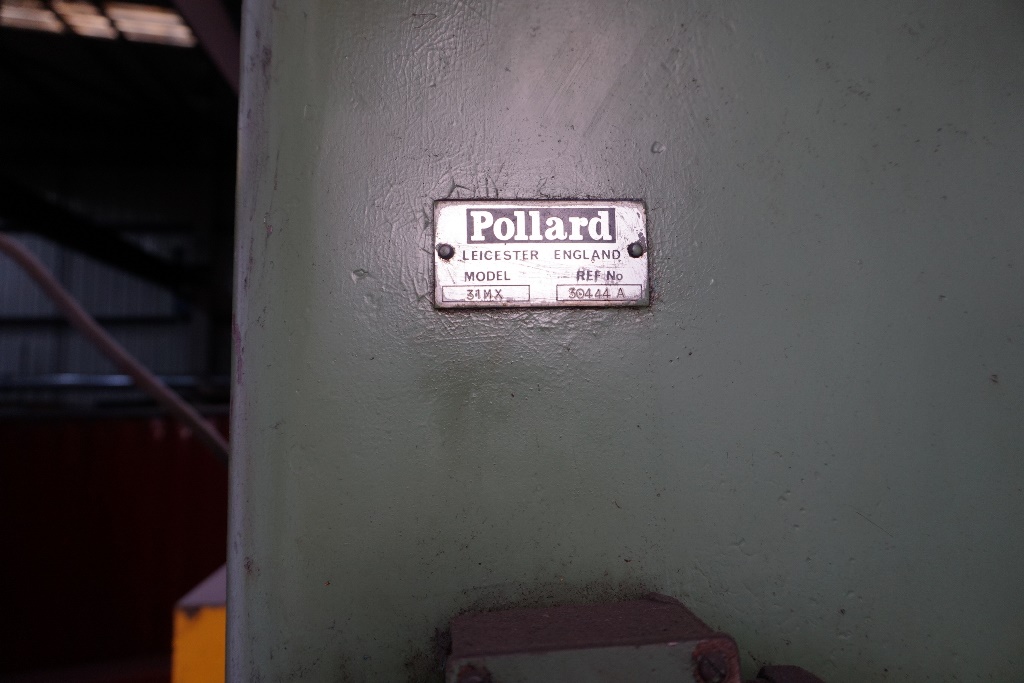 Pollard
LEICESTER ENGLAND
MODEL REF No
31MX 30444 A